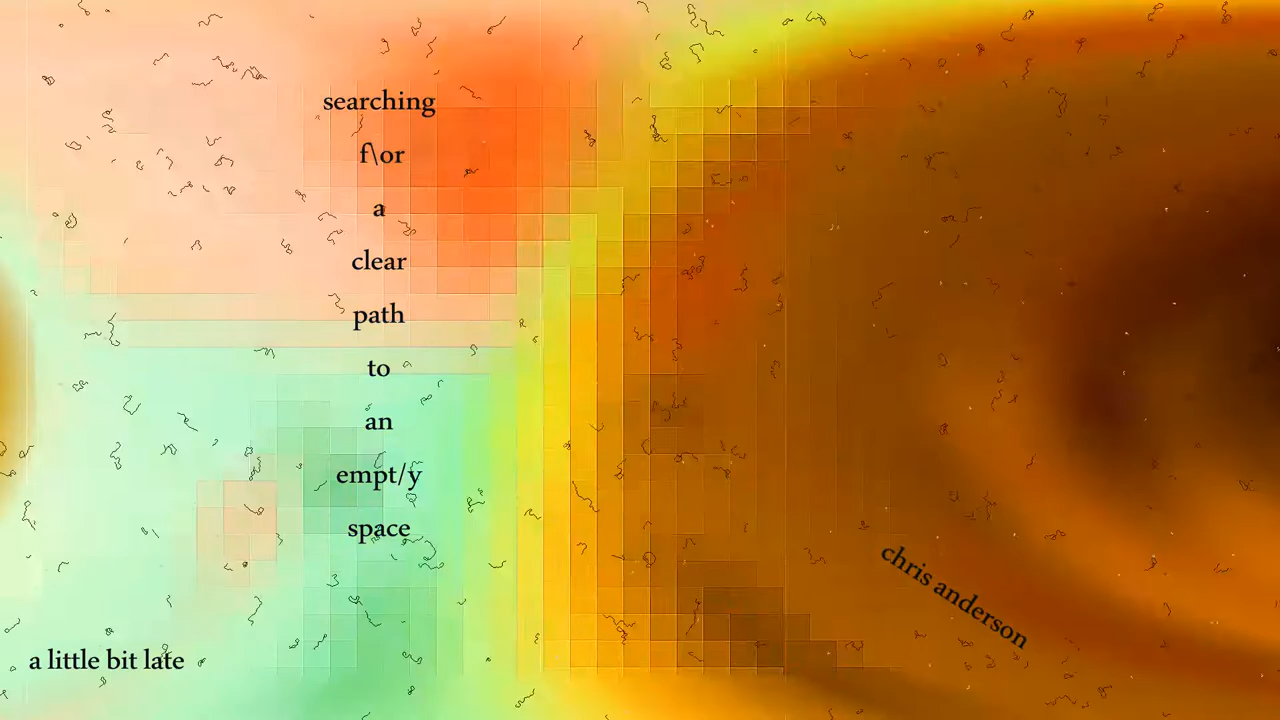 searching
f\or
a
clear
path
to
an
empt/y
space
chris anderson
a little bit late